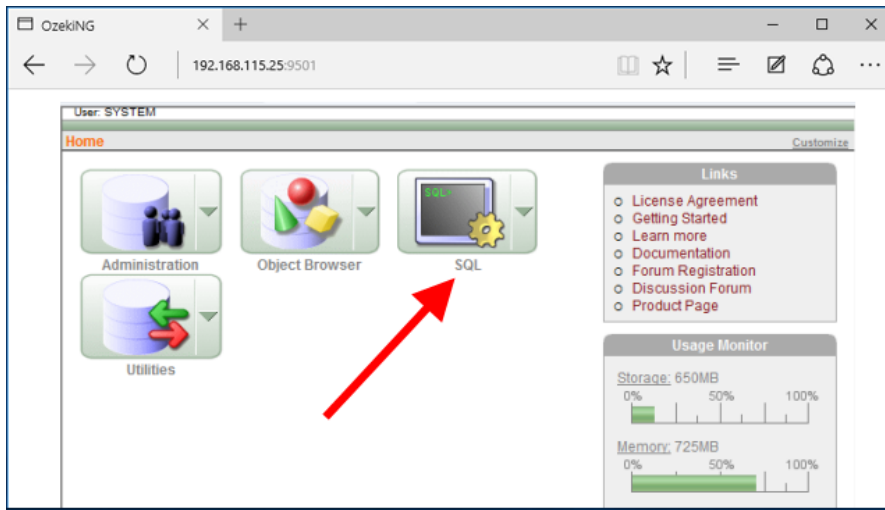 OzekiNG
192.168.115.25:9501
User: SYSTEM
Home
Customize
SQL>
Administration
Object Browser
SQL
Utilities
Links
License Agreement
Getting Started
Learn more
Documentation
Forum Registration
Discussion Forum
Product Page
Usage Monitor
Storage: 650MB
0% 50% 100%
Memory: 725MB
0% 50% 100%